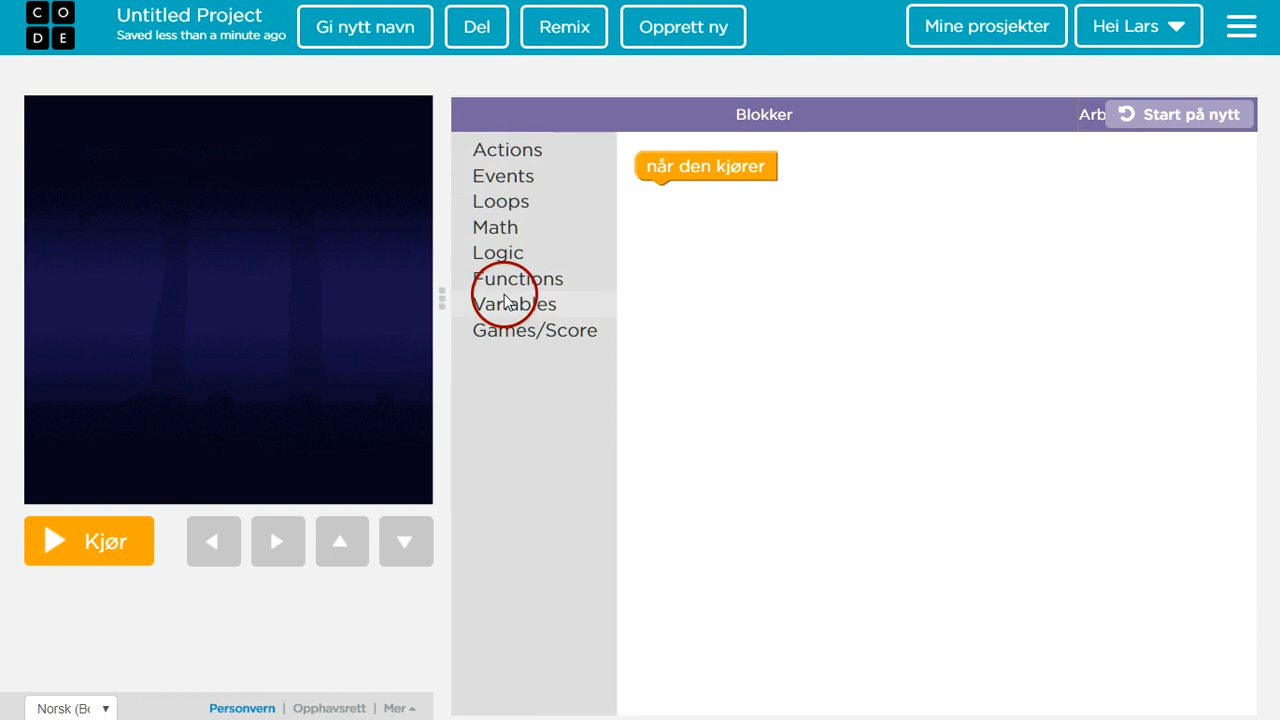 CODE
Untitled Project
Saved less than a minute ago
Gi nytt navn
Del
Remix
Opprett ny
Mine prosjekter
Hei Lars
Blokker
Arb
Start på nytt
Actions
Events
Loops
Math
Logic
Functions
Variables
Games/Score
når den kjører
Kjør
Norsk (Bo
Personvern | Opphavsrett | Mer